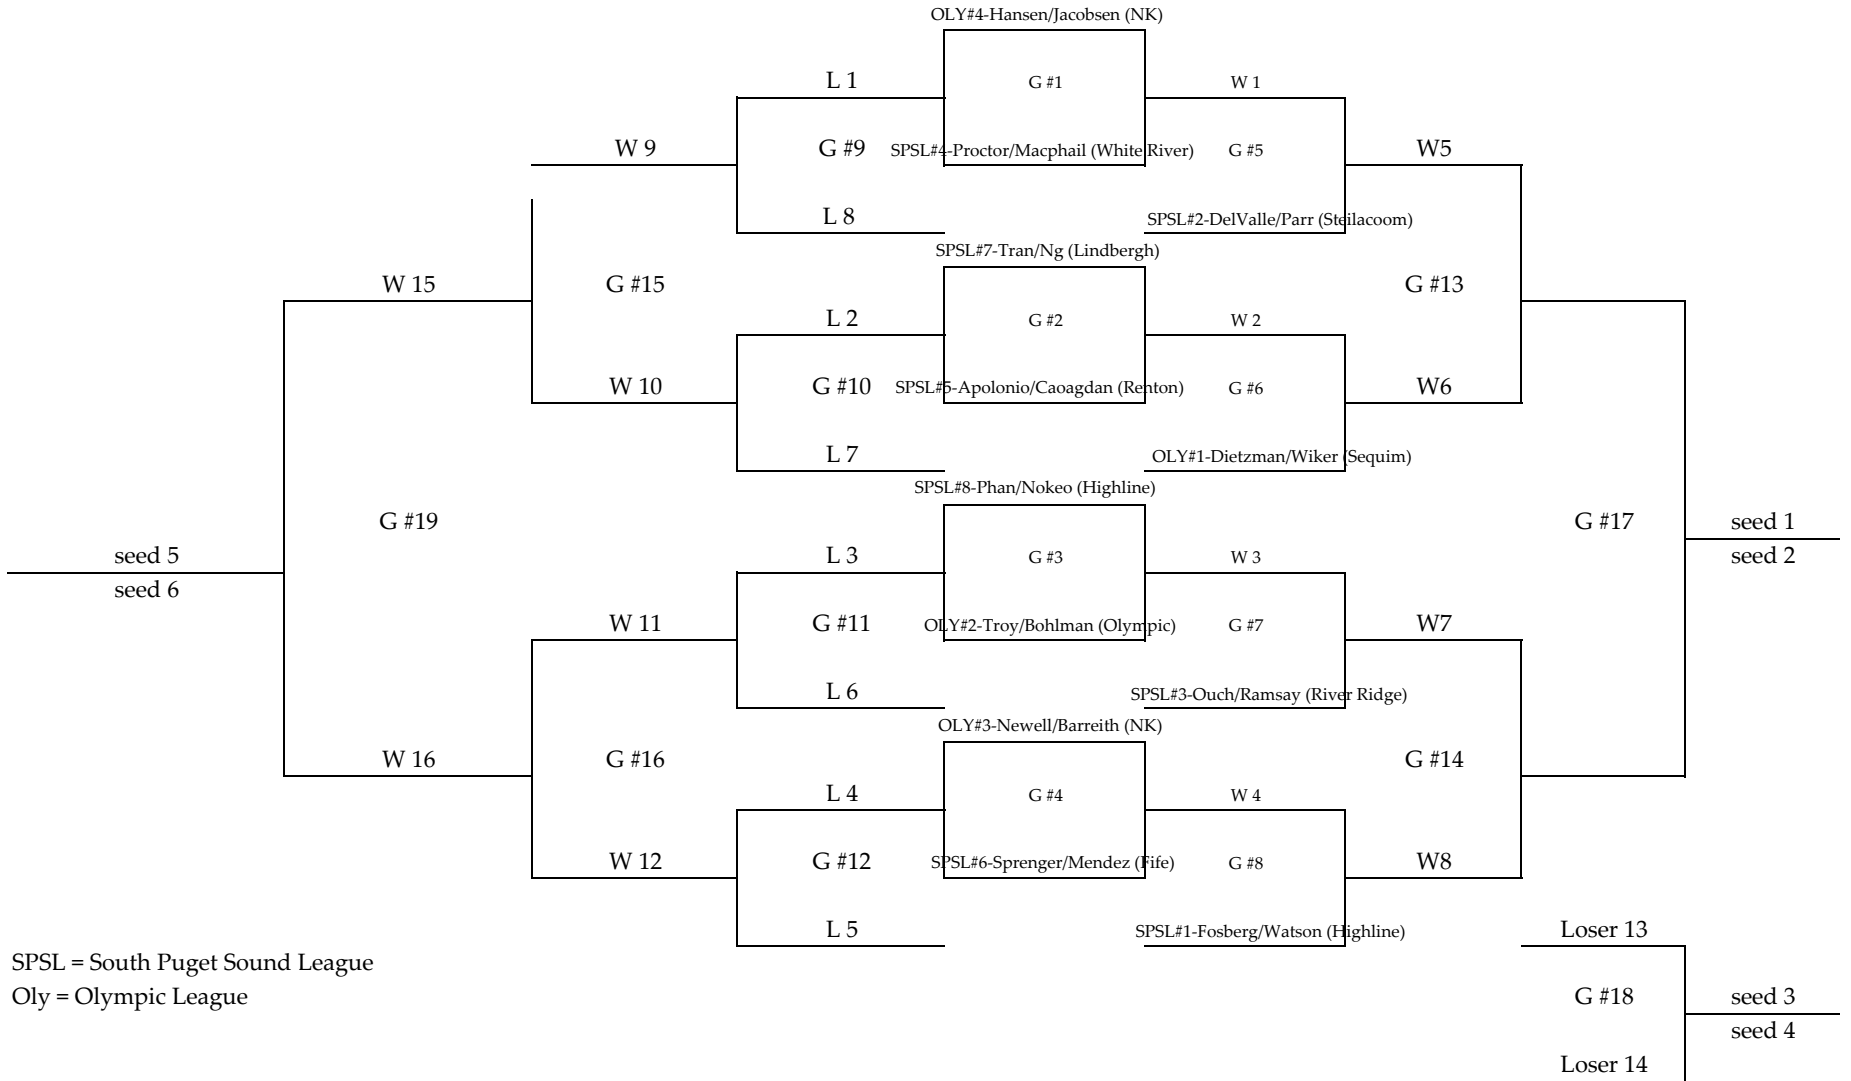 OLY#4-Hansen/Jacobsen (NK)
L 1
G #1
W 1
W 9
G #9
SPSL#4-Proctor/Macphail (White River)
G #5
W5
L 8
SPSL#2-DelValle/Parr (Steilacoom)
SPSL#7-Tran/Ng (Lindbergh)
W 15
G #15
G #13
L 2
G #2
W 2
W 10
G #10
SPSL#5-Apolonio/Caoagdan (Renton)
G #6
W6
L 7
OLY#1-Dietzman/Wiker (Sequim)
SPSL#8-Phan/Nokeo (Highline)
G #19
G #17
seed 1
seed 5
L 3
G #3
W 3
seed 2
seed 6
W 11
G #11
OLY#2-Troy/Bohlman (Olympic)
G #7
W7
L 6
SPSL#3-Ouch/Ramsay (River Ridge)
OLY#3-Newell/Barreith (NK)
W 16
G #16
G #14
L 4
G #4
W 4
W 12
G #12
SPSL#6-Sprenger/Mendez (Fife)
G #8
W8
L 5
SPSL#1-Fosberg/Watson (Highline)
Loser 13
SPSL = South Puget Sound League
Oly = Olympic League
G #18
seed 3
seed 4
Loser 14